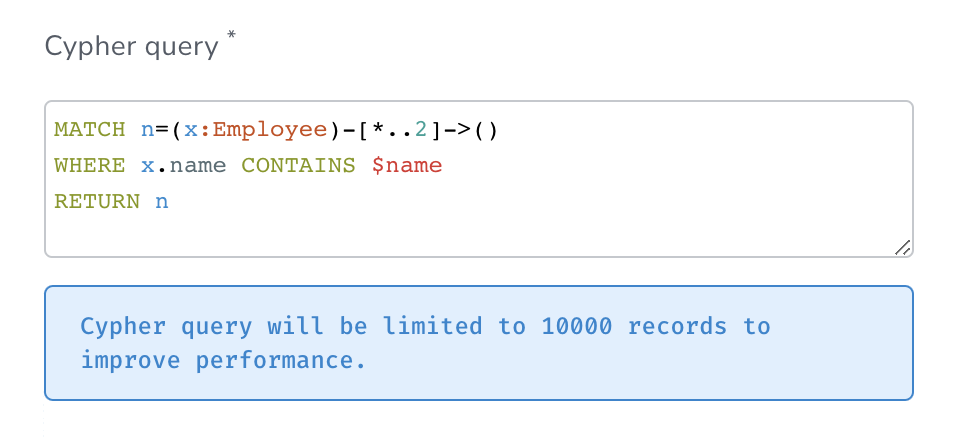 Cypher query *
MATCH n=(x:Employee)-[*..2]->()
WHERE x.name CONTAINS $name
RETURN n
Cypher query will be limited to 10000 records to
improve performance.